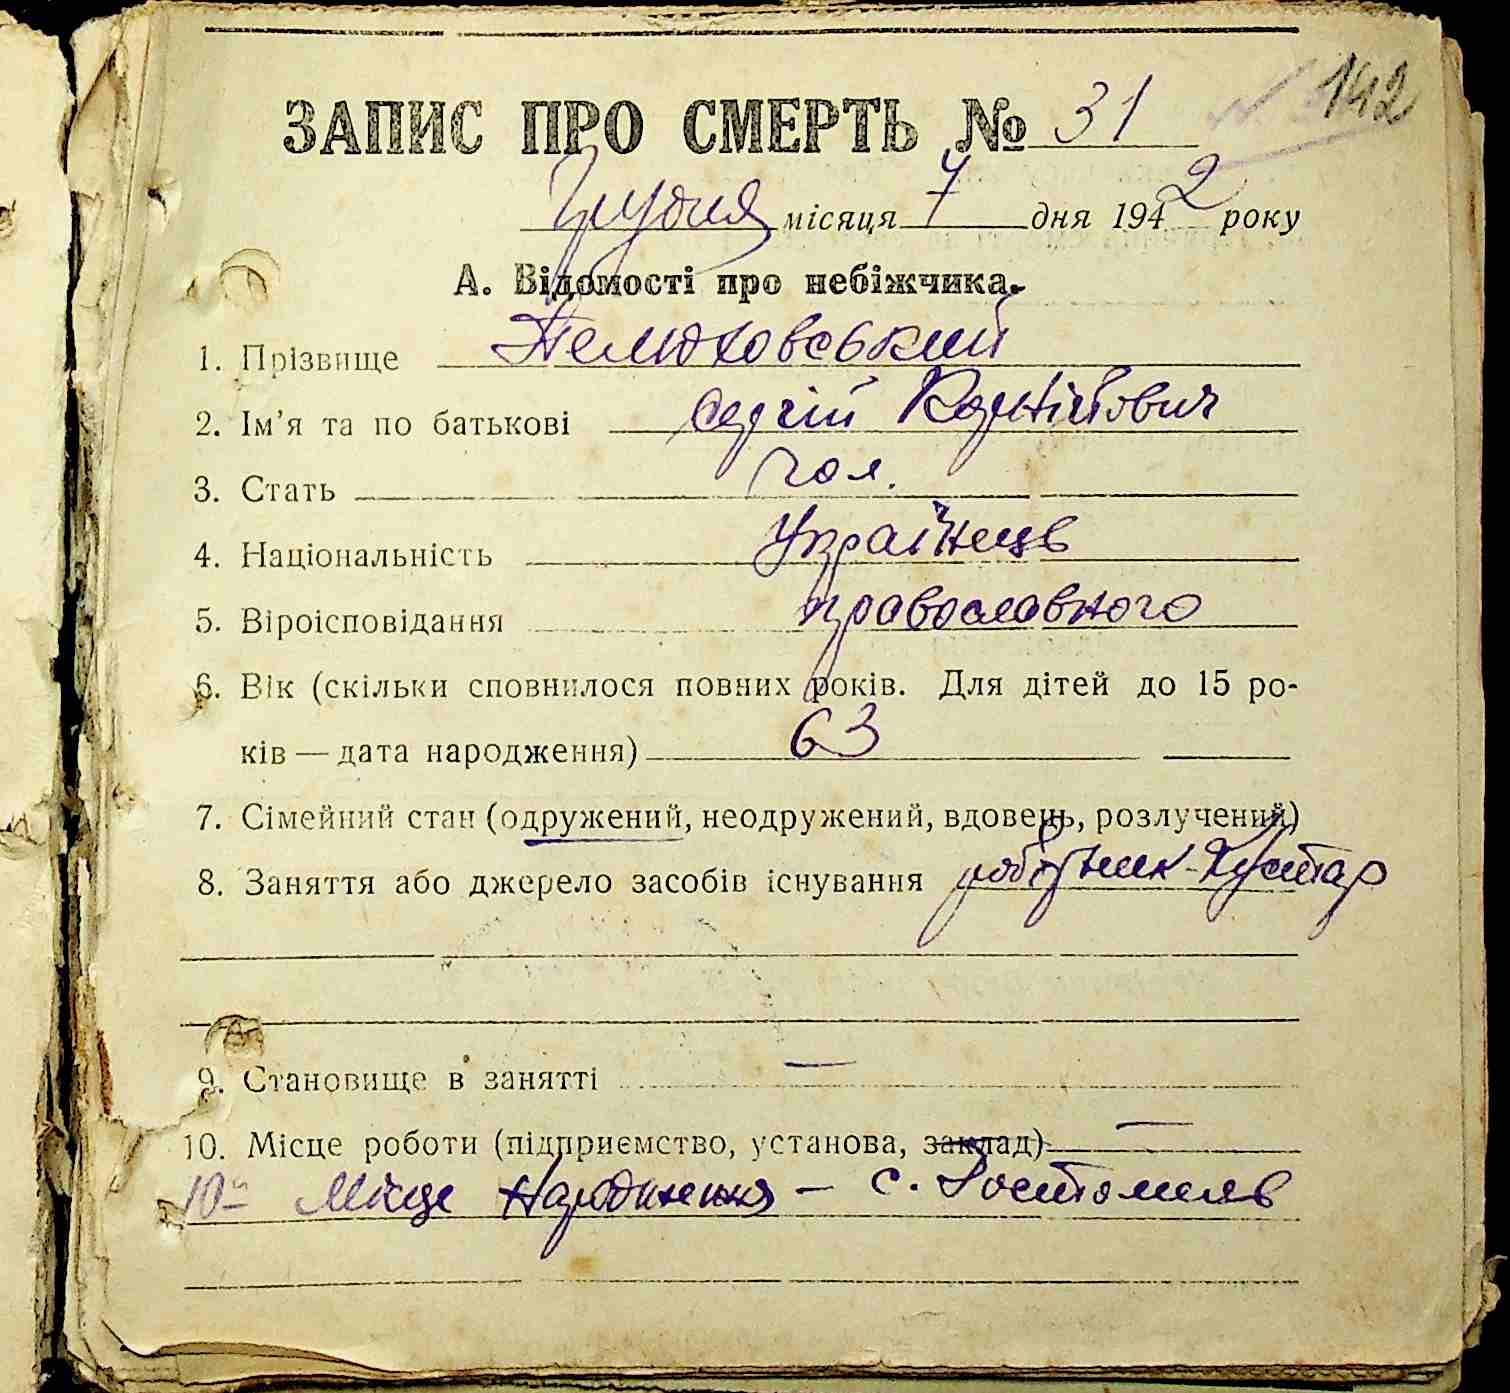 142
ЗАПИС ПРО СМЕРТЬ № 31
Грудня місяця 7 дня 1942 року
А. Відомості про небіжчика.
1. Прізвище
2. Ім'я та по батькові Сергій Корнійович
3. Стать чол.
4. Національність Українець
5. Віроісповідання православного
6. Вік (скільки сповнилося повних років. Для дітей до 15 ро-
ків — дата народження) 63
7. Сімейний стан (одружений, неодружений, вдовець, розлучений)
8. Заняття або джерело засобів існування робітник-Кустар
9. Становище в занятті —
10. Місце роботи (підприємство, установа, заклад) —
10а Місце Народження – с. Гостомель